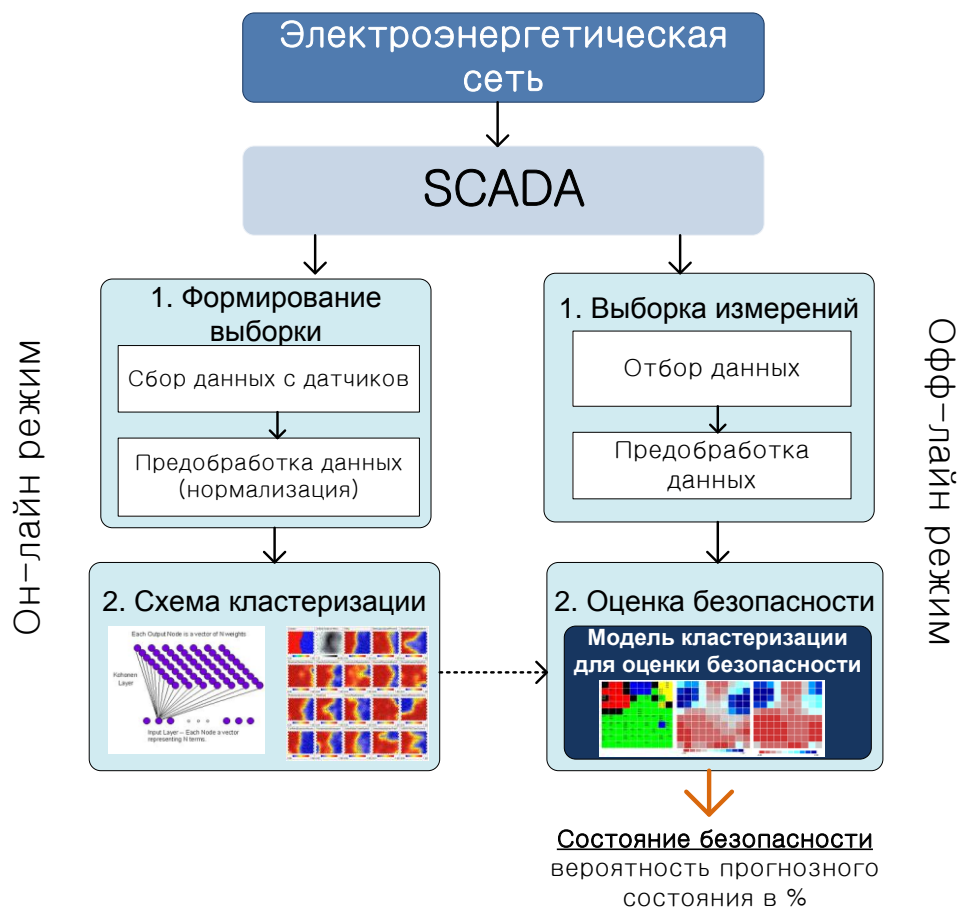 Электроэнергетическая
сеть
SCADA
Он-лайн режим
1. Формирование
выборки
Сбор данных с датчиков
Предобработка данных
(нормализация)
2. Схема кластеризации
Each Output Node is a vector of N weights
Kohonen
Layer
Input Layer – Each Node a vector
representing N terms.
1. Выборка измерений
Отбор данных
Предобработка
данных
2. Оценка безопасности
Модель кластеризации
для оценки безопасности
Состояние безопасности
вероятность прогнозного
состояния в %
Офф-лайн режим